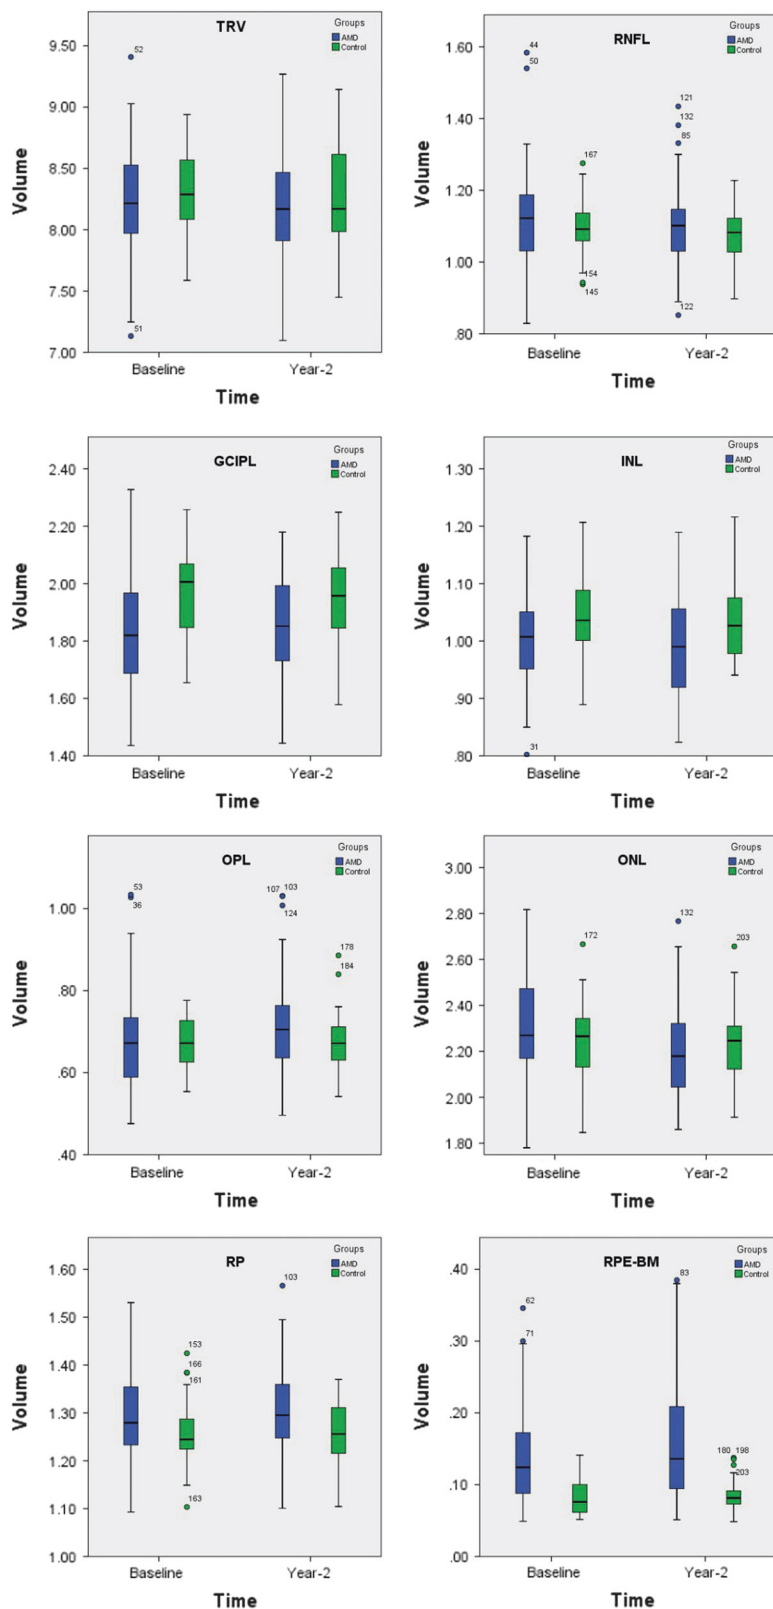 TRV
Groups
AMD
Control
Volume
9.50
9.00
8.50
8.00
7.50
7.00
52
51
Baseline
Year-2
Time
RNFL
Groups
AMD
Control
Volume
1.60
1.40
1.20
1.00
.80
44
50
167
154
145
121
132
85
122
Baseline
Year-2
Time
GCIPL
Groups
AMD
Control
Volume
2.40
2.20
2.00
1.80
1.60
1.40
Baseline
Year-2
Time
INL
Groups
AMD
Control
Volume
1.30
1.20
1.10
1.00
.90
.80
31
Baseline
Year-2
Time
OPL
Groups
AMD
Control
Volume
1.00
.80
.60
.40
53
36
107 103
124
178
184
Baseline
Year-2
Time
ONL
Groups
AMD
Control
Volume
3.00
2.80
2.60
2.40
2.20
2.00
1.80
172
132
203
Baseline
Year-2
Time
RP
Groups
AMD
Control
Volume
1.60
1.50
1.40
1.30
1.20
1.10
1.00
153
166
161
163
103
Baseline
Year-2
Time
RPE-BM
Groups
AMD
Control
Volume
.40
.30
.20
.10
.00
62
71
83
180 198
203
Baseline
Year-2
Time